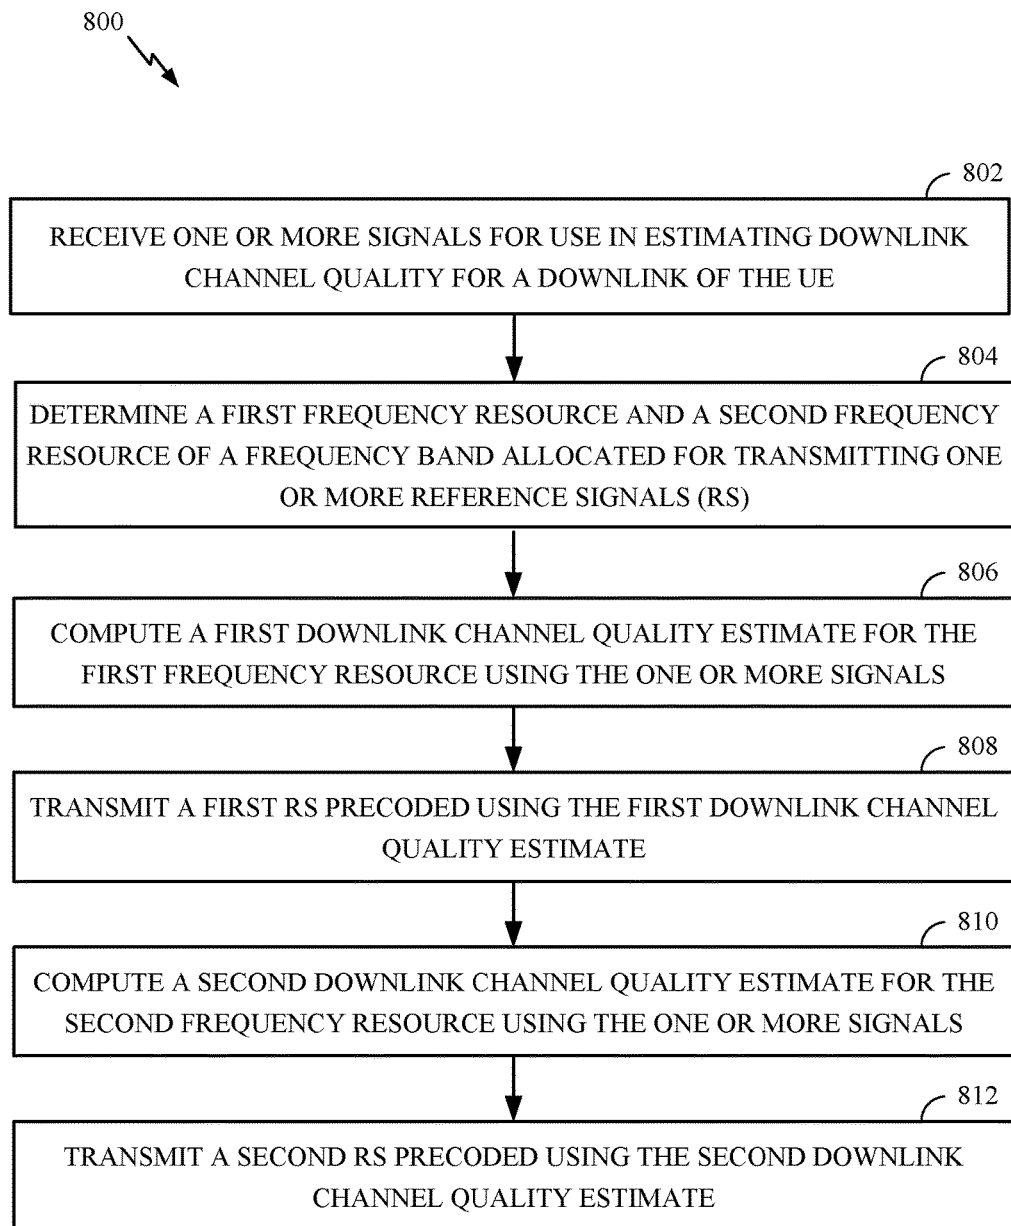 800
802
RECEIVE ONE OR MORE SIGNALS FOR USE IN ESTIMATING DOWNLINK
CHANNEL QUALITY FOR A DOWNLINK OF THE UE
804
DETERMINE A FIRST FREQUENCY RESOURCE AND A SECOND FREQUENCY
RESOURCE OF A FREQUENCY BAND ALLOCATED FOR TRANSMITTING ONE
OR MORE REFERENCE SIGNALS (RS)
806
COMPUTE A FIRST DOWNLINK CHANNEL QUALITY ESTIMATE FOR THE
FIRST FREQUENCY RESOURCE USING THE ONE OR MORE SIGNALS
808
TRANSMIT A FIRST RS PRECODED USING THE FIRST DOWNLINK CHANNEL
QUALITY ESTIMATE
810
COMPUTE A SECOND DOWNLINK CHANNEL QUALITY ESTIMATE FOR THE
SECOND FREQUENCY RESOURCE USING THE ONE OR MORE SIGNALS
812
TRANSMIT A SECOND RS PRECODED USING THE SECOND DOWNLINK
CHANNEL QUALITY ESTIMATE